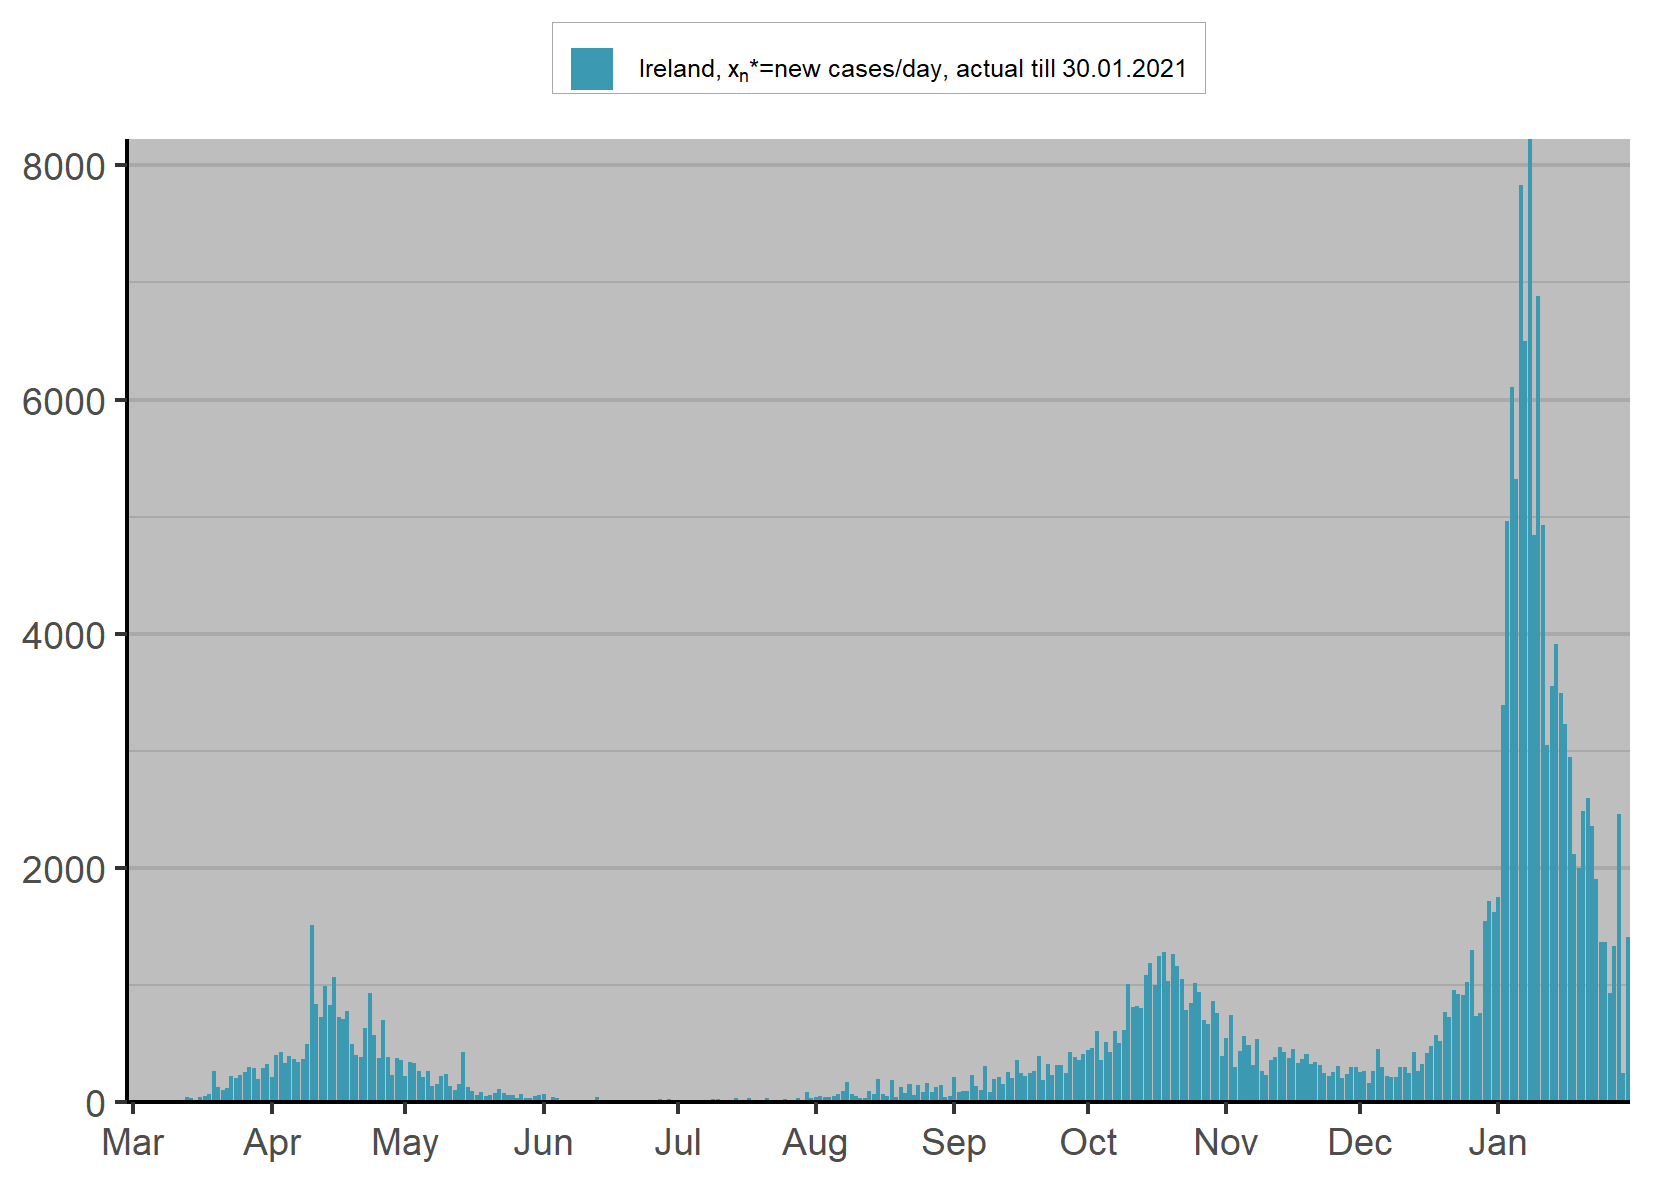 Ireland, xn*=new cases/day, actual till 30.01.2021
8000
6000
4000
2000
0
Mar Apr May Jun Jul Aug Sep Oct Nov Dec Jan